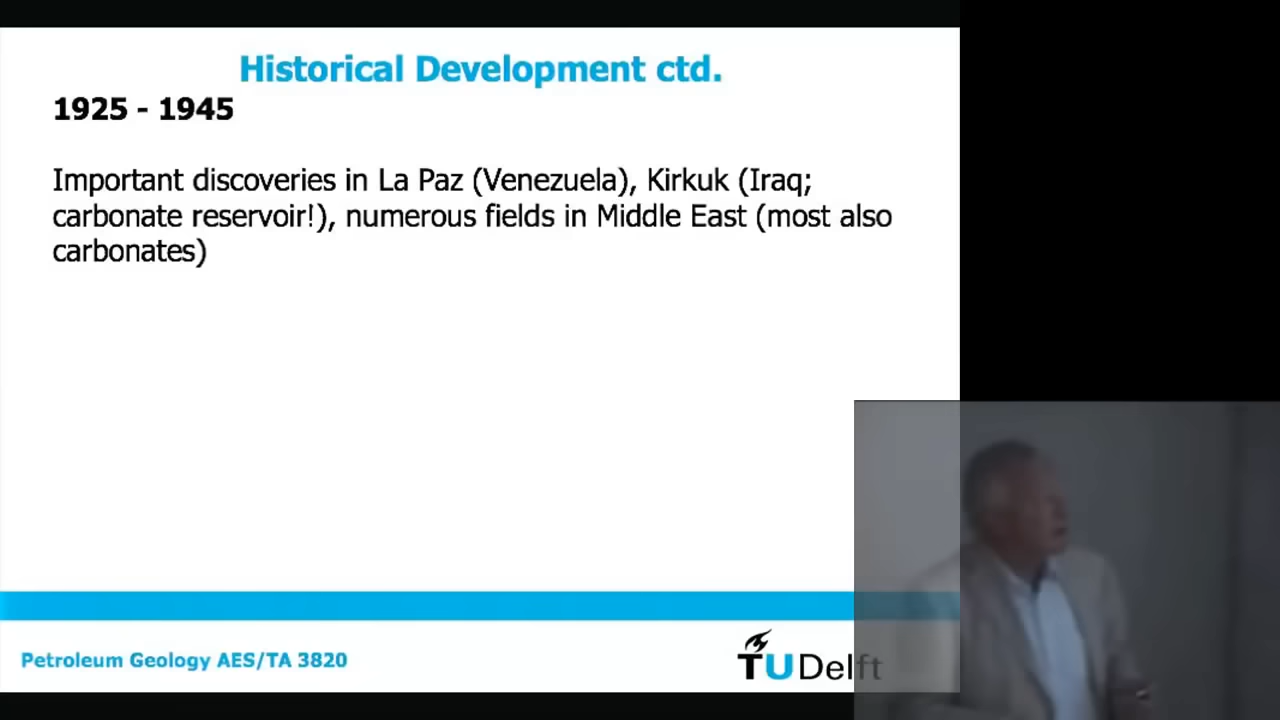 Historical Development ctd.
1925 - 1945
Important discoveries in La Paz (Venezuela), Kirkuk (Iraq;
carbonate reservoir!), numerous fields in Middle East (most also
carbonates)
Petroleum Geology AES/TA 3820
TU Delft